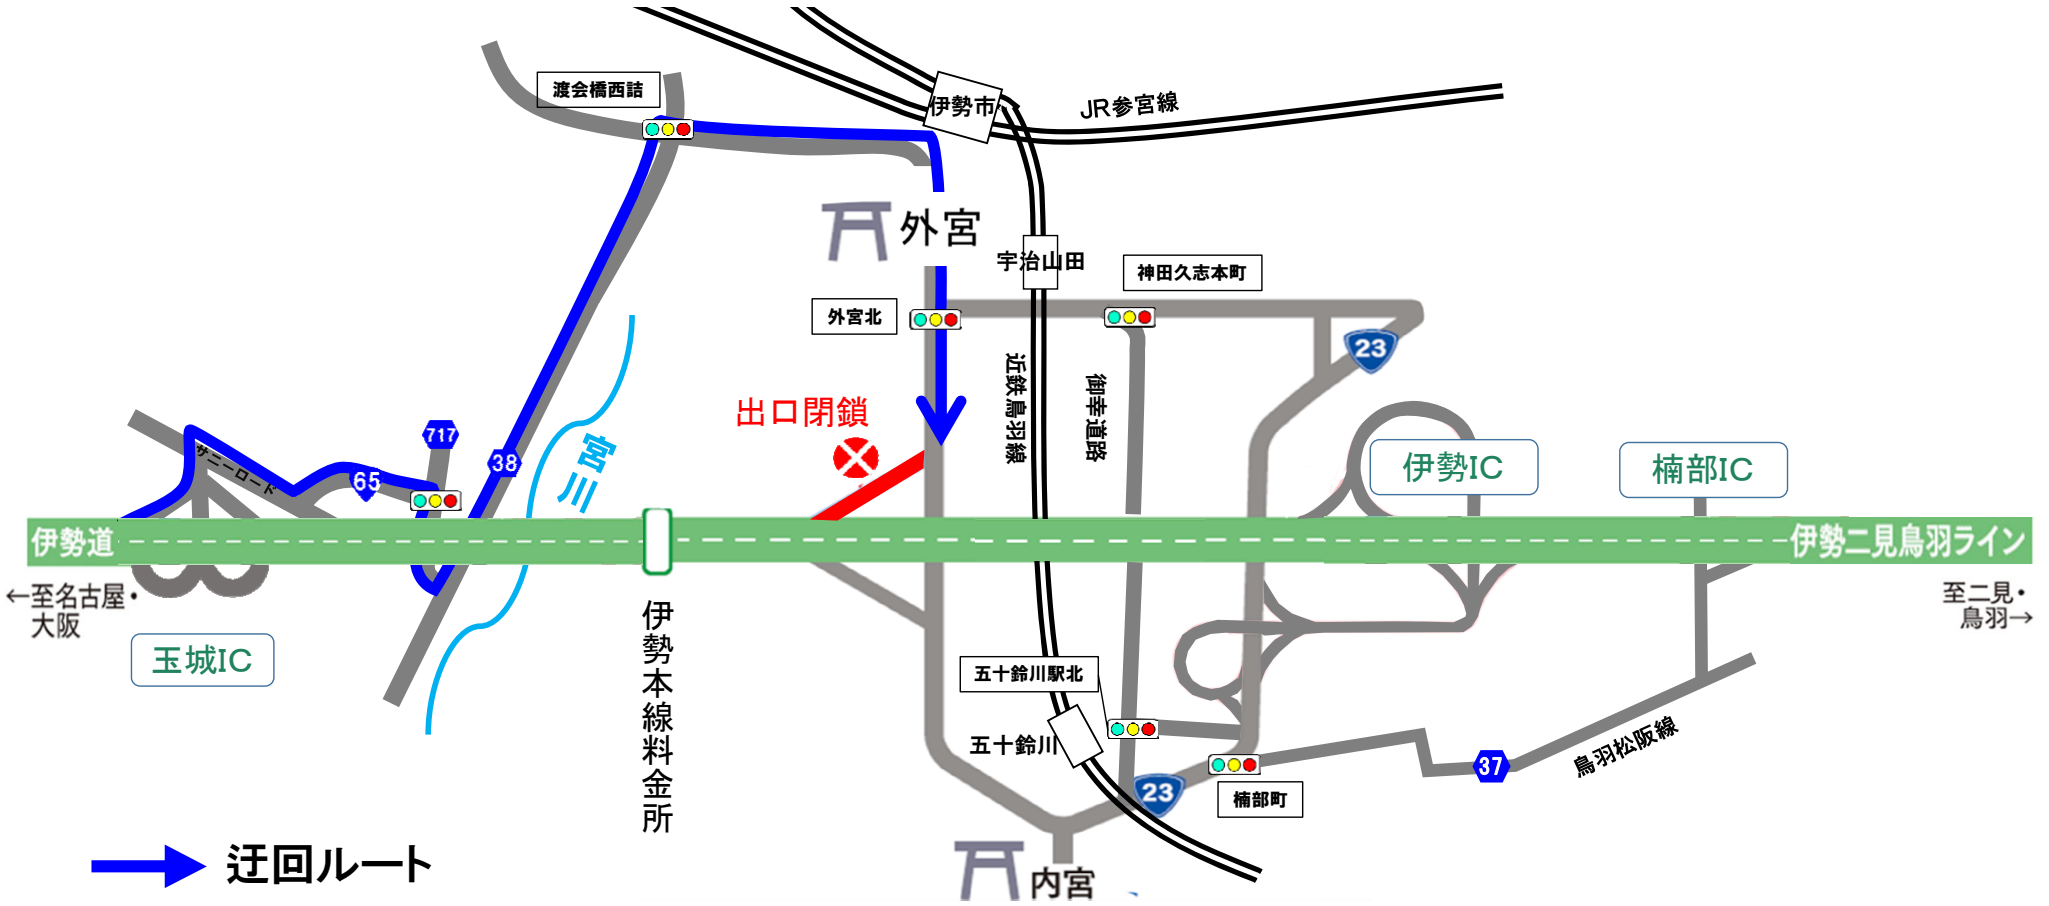 渡会橋西詰
伊勢市
JR参宮線
外宮
宇治山田
神田久志本町
外宮北
23
近鉄鳥羽線
御幸道路
出口閉鎖
717
38
宮川
サニーロード
65
伊勢IC
楠部IC
伊勢道
伊勢二見鳥羽ライン
←至名古屋・
大阪
至二見・
鳥羽→
玉城IC
伊勢本線料金所
五十鈴川駅北
五十鈴川
23
楠部町
37
鳥羽松阪線
内宮
迂回ルート